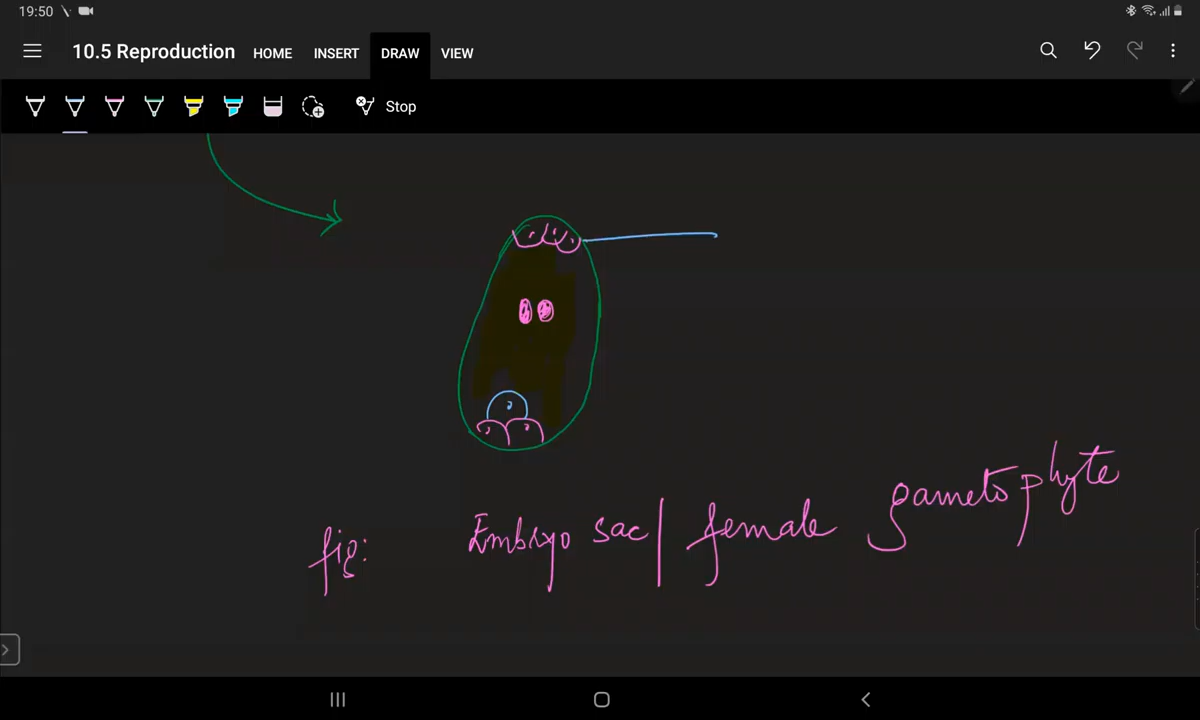 19:50
10.5 Reproduction HOME INSERT DRAW VIEW
Stop
fig: Embryo sac/ female gametophyte